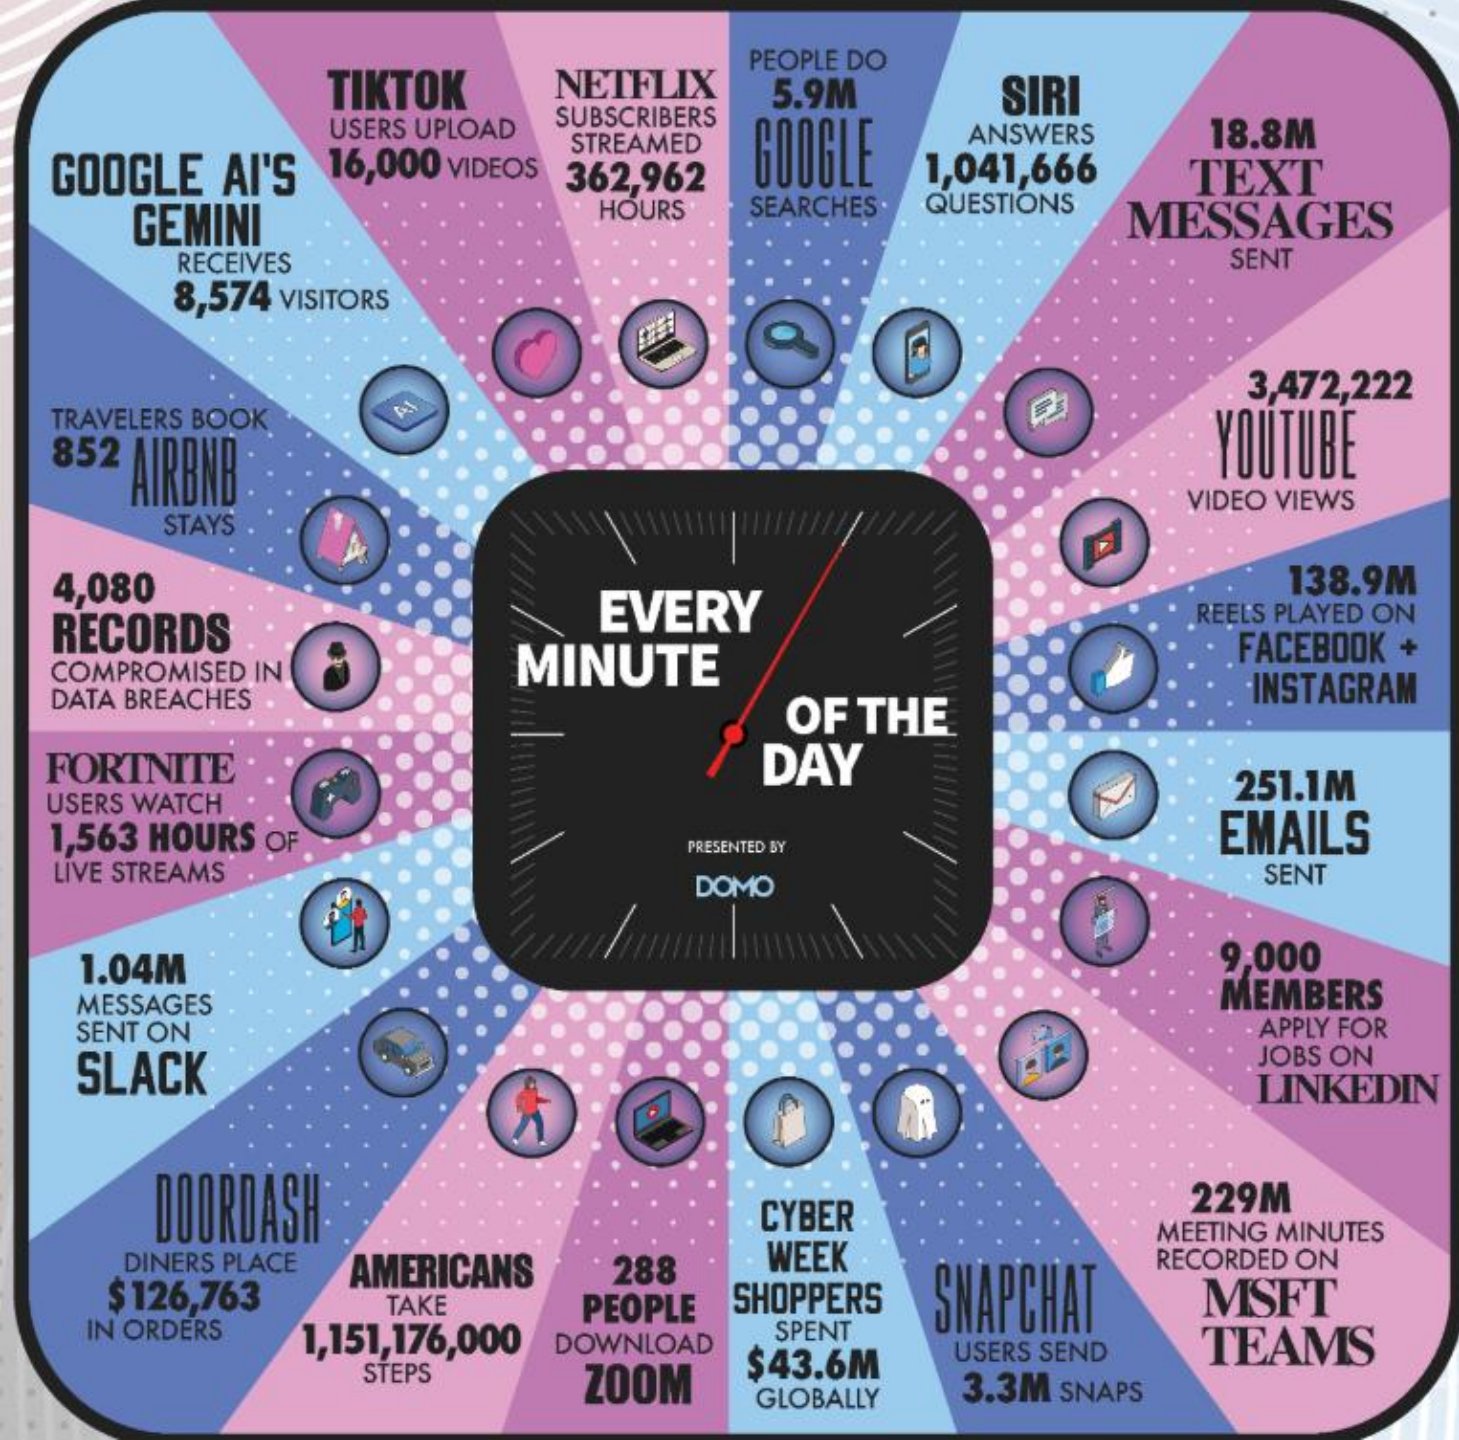 PEOPLE DO
5.9M
GOOGLE
SEARCHES
SIRI
ANSWERS
1,041,666
QUESTIONS
18.8M
TEXT
MESSAGES
SENT
3,472,222
YOUTUBE
VIDEO VIEWS
138.9M
REELS PLAYED ON
FACEBOOK +
INSTAGRAM
251.1M
EMAILS
SENT
9,000
MEMBERS
APPLY FOR
JOBS ON
LINKEDIN
229M
MEETING MINUTES
RECORDED ON
MSFT
TEAMS
SNAPCHAT
USERS SEND
3.3M SNAPS
CYBER
WEEK
SHOPPERS
SPENT
$43.6M
GLOBALLY
288
PEOPLE
DOWNLOAD
ZOOM
AMERICANS
TAKE
1,151,176,000
STEPS
DOORDASH
DINERS PLACE
$126,763
IN ORDERS
1.04M
MESSAGES
SENT ON
SLACK
FORTNITE
USERS WATCH
1,563 HOURS OF
LIVE STREAMS
4,080
RECORDS
COMPROMISED IN
DATA BREACHES
TRAVELERS BOOK
852 AIRBNB
STAYS
GOOGLE AI'S
GEMINI
RECEIVES
8,574 VISITORS
TIKTOK
USERS UPLOAD
16,000 VIDEOS
NETFLIX
SUBSCRIBERS
STREAMED
362,962
HOURS
AI
EVERY
MINUTE
OF THE
DAY
PRESENTED BY
DOMO